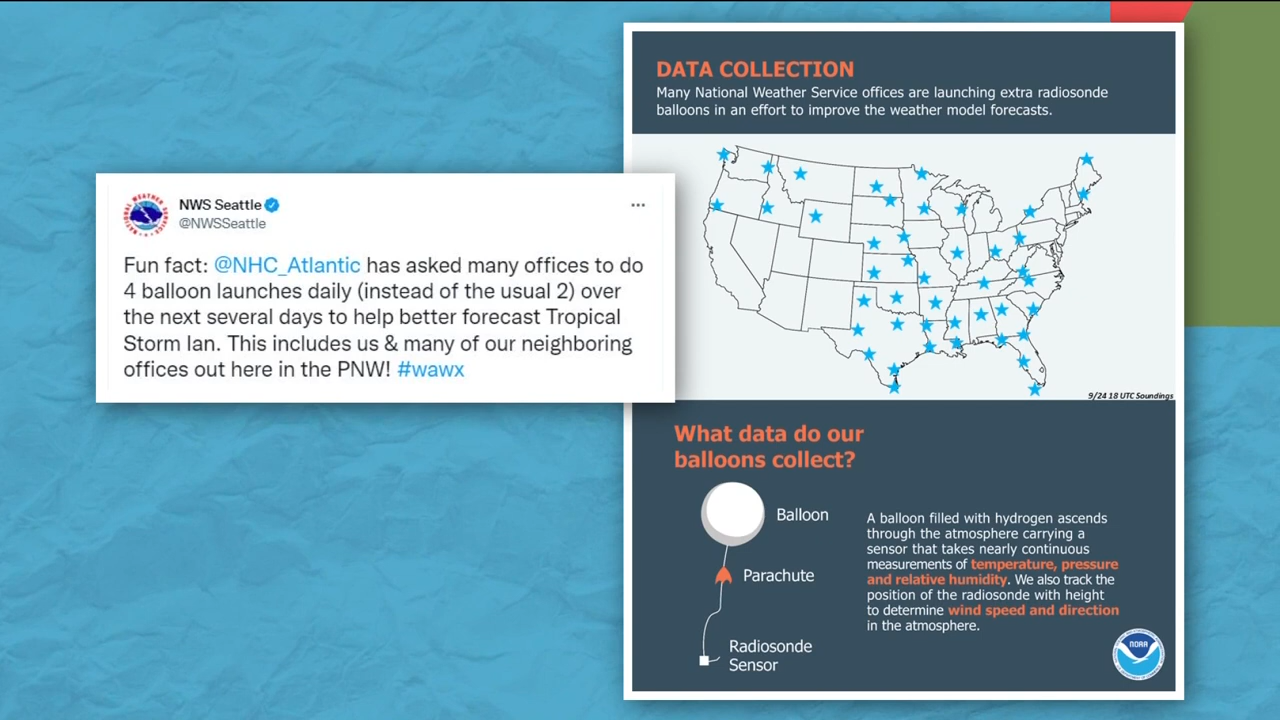 NWS Seattle
@NWSSeattle
Fun fact: @NHC_Atlantic has asked many offices to do
4 balloon launches daily (instead of the usual 2) over
the next several days to help better forecast Tropical
Storm Ian. This includes us & many of our neighboring
offices out here in the PNW! #wawx
DATA COLLECTION
Many National Weather Service offices are launching extra radiosonde
balloons in an effort to improve the weather model forecasts.
9/24 18 UTC Soundings
What data do our
balloons collect?
Balloon
Parachute
Radiosonde
Sensor
A balloon filled with hydrogen ascends
through the atmosphere carrying a
sensor that takes nearly continuous
measurements of temperature, pressure
and relative humidity. We also track the
position of the radiosonde with height
to determine wind speed and direction
in the atmosphere.
NOAA